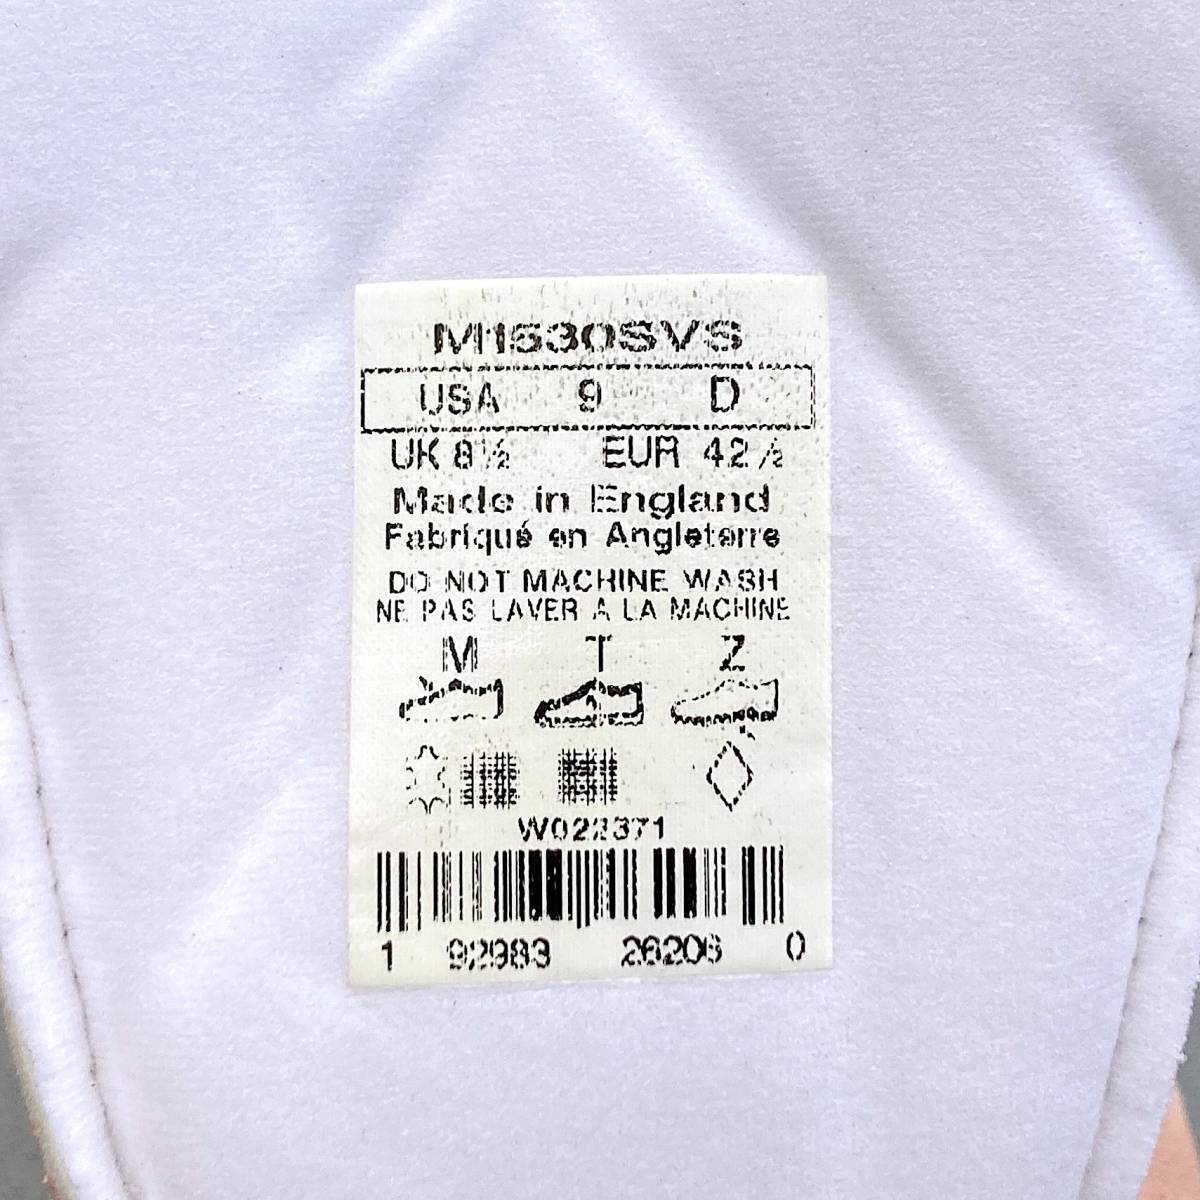 M1530SVS
USA 9 D
UK 8½ EUR 42½
Made in England
Fabriqué en Angleterre
DO NOT MACHINE WASH
NE PAS LAVER A LA MACHINE
M T Z
W022371
1 92983 26206 0